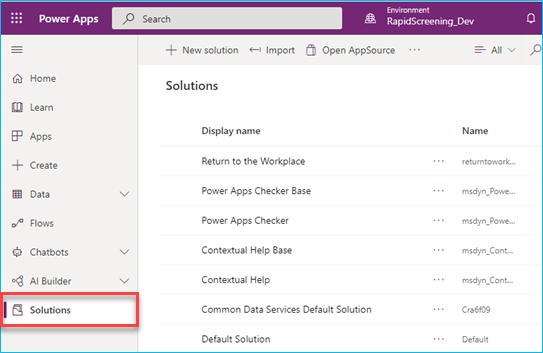 Power Apps
Search
Environment
RapidScreening_Dev
New solution
Import
Open AppSource
...
All
Home
Learn
Apps
Create
Data
Flows
Chatbots
AI Builder
Solutions
Solutions
Display name Name
Return to the Workplace ... returntowork...
Power Apps Checker Base ... msdyn_Powe...
Power Apps Checker ... msdyn_Powe...
Contextual Help Base ... msdyn_Cont...
Contextual Help ... msdyn_Cont...
Common Data Services Default Solution ... Cra6f09
Default Solution ... Default